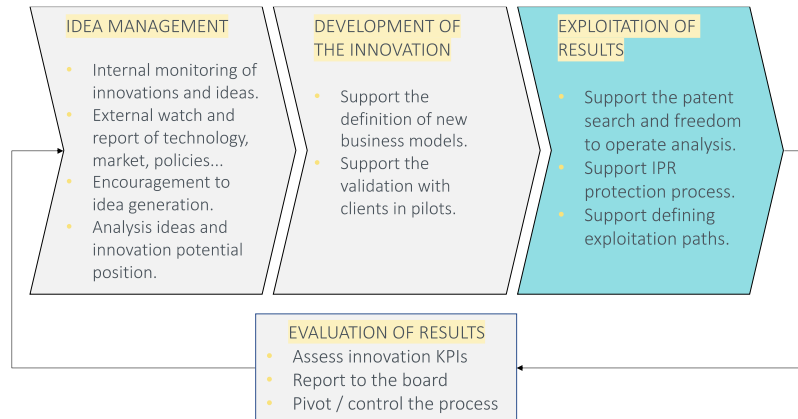 IDEA MANAGEMENT
• Internal monitoring of
innovations and ideas.
• External watch and
report of technology,
market, policies...
• Encouragement to
idea generation.
• Analysis ideas and
innovation potential
position.
DEVELOPMENT OF
THE INNOVATION
• Support the
definition of new
business models.
• Support the
validation with
clients in pilots.
EXPLOITATION OF
RESULTS
• Support the patent
search and freedom
to operate analysis.
• Support IPR
protection process.
• Support defining
exploitation paths.
EVALUATION OF RESULTS
• Assess innovation KPIs
• Report to the board
• Pivot / control the process